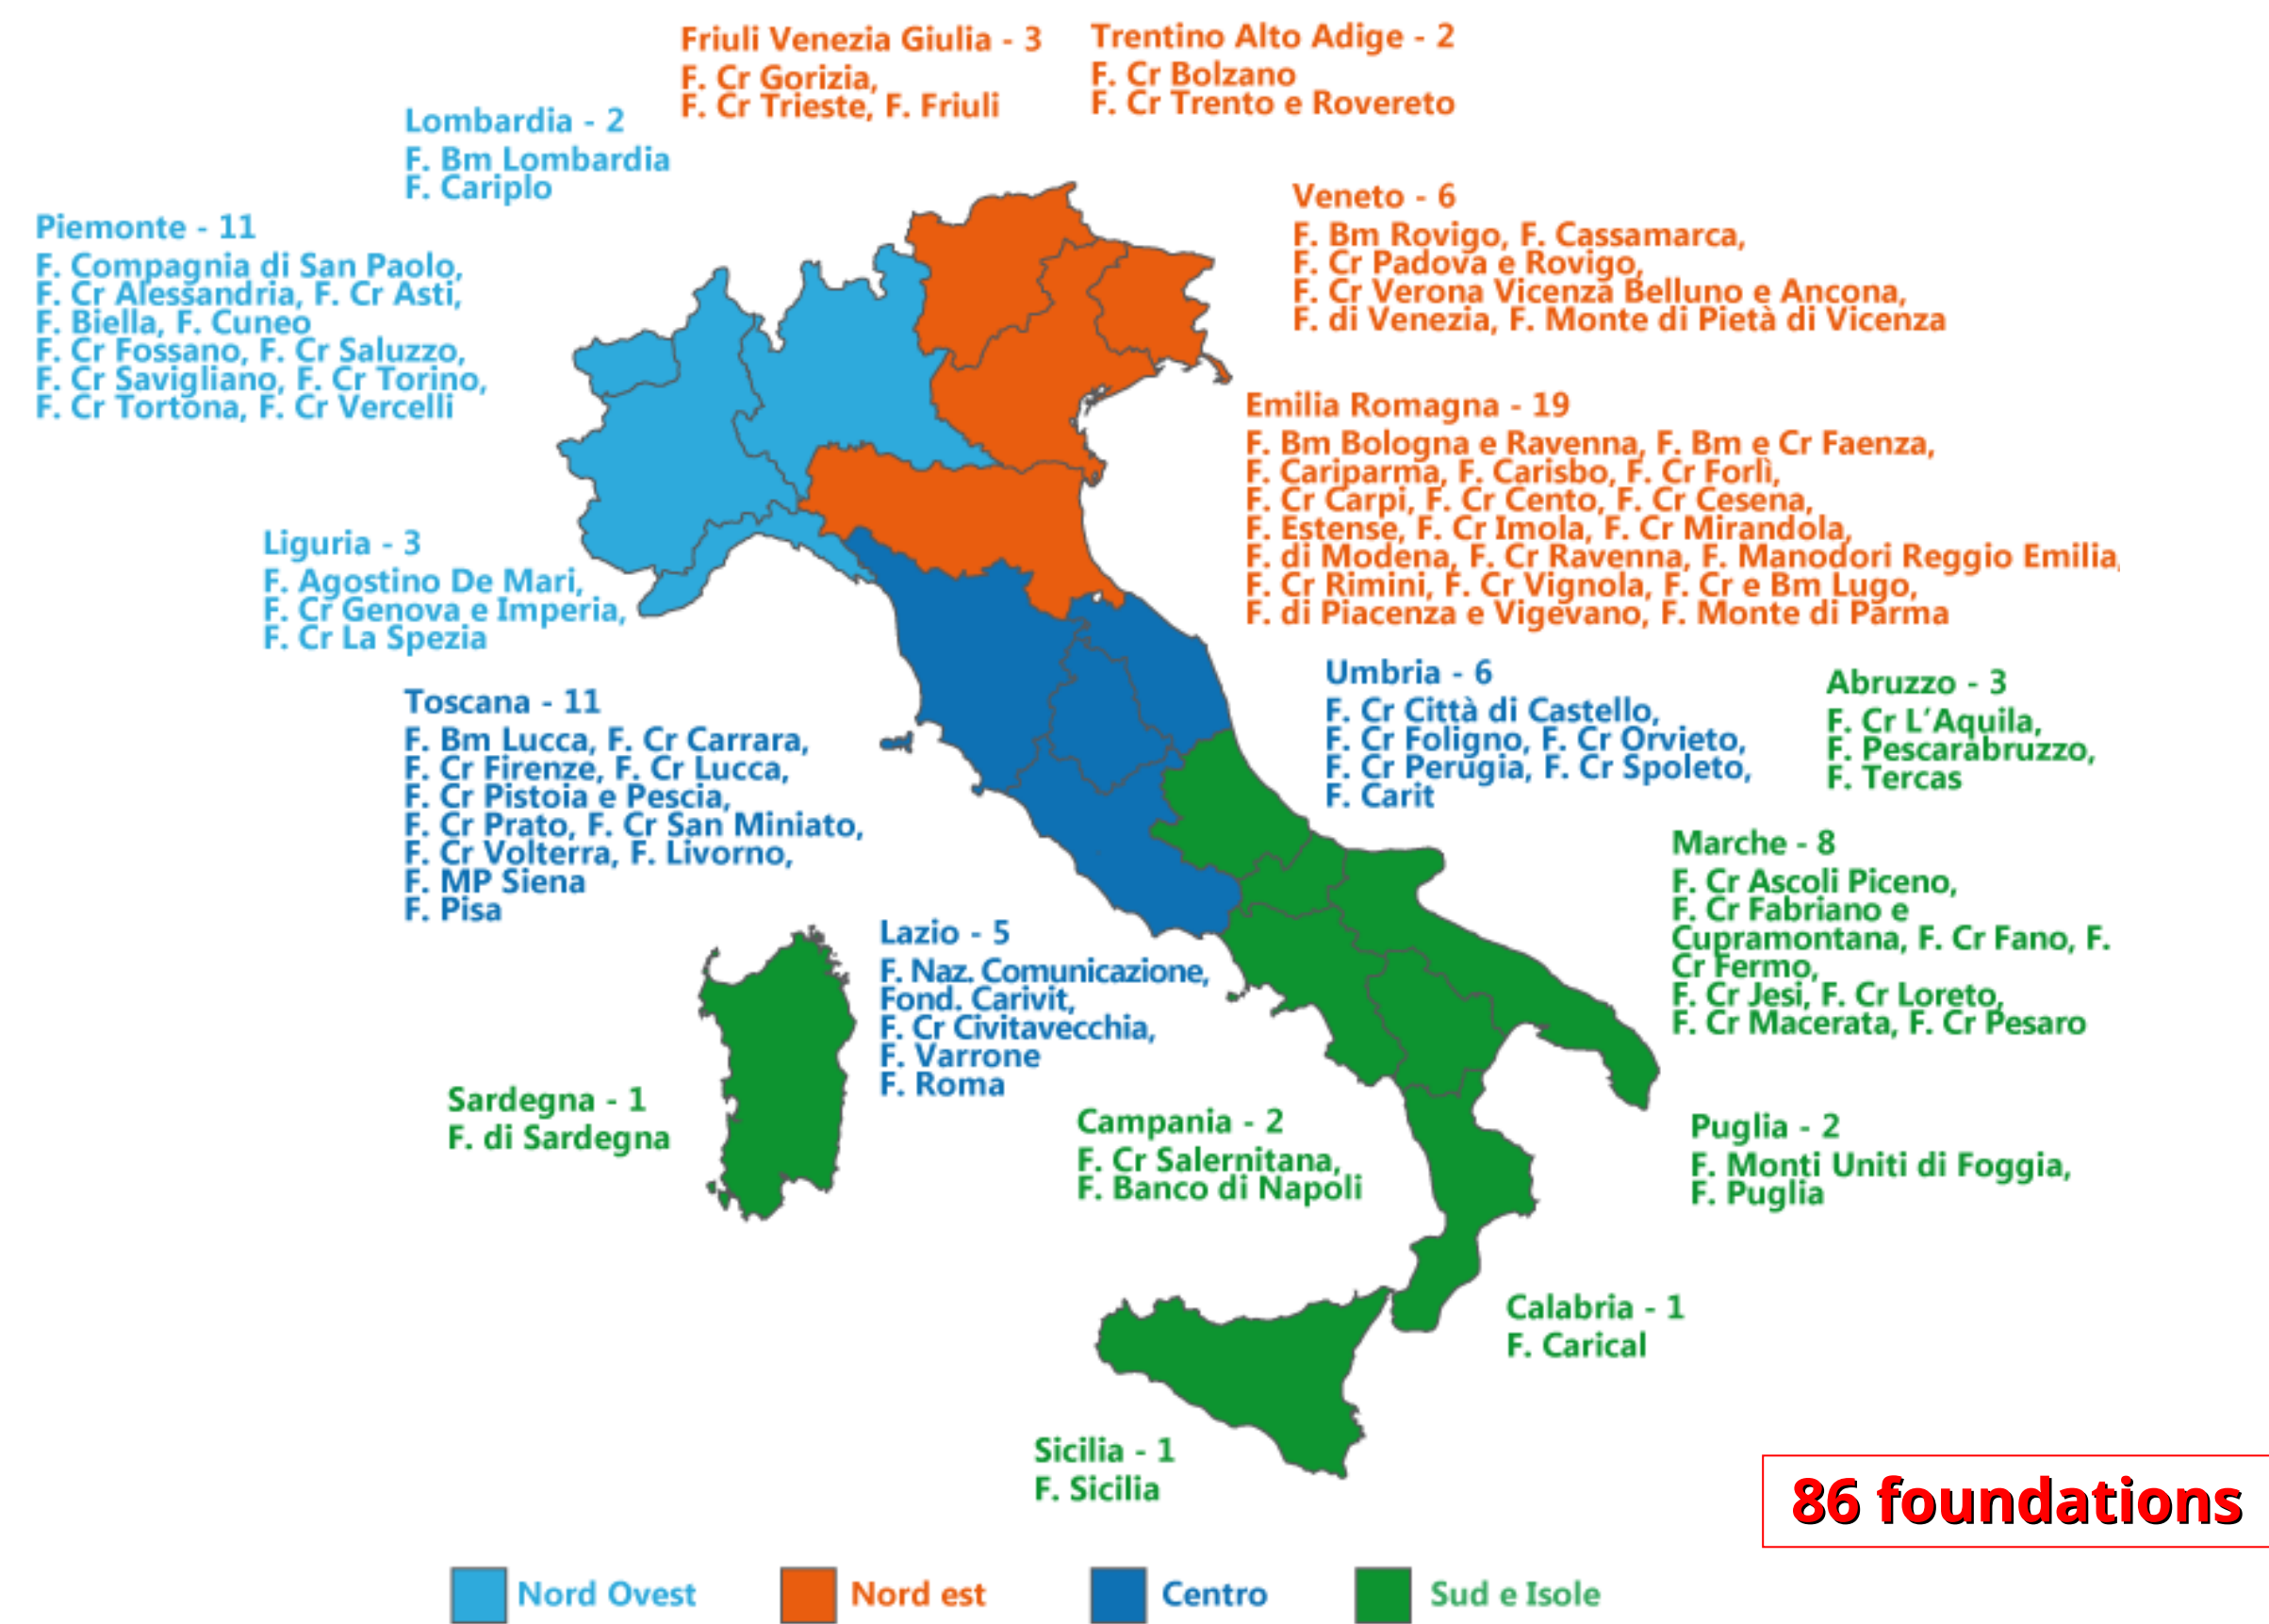 Friuli Venezia Giulia - 3
F. Cr Gorizia,
F. Cr Trieste, F. Friuli
Trentino Alto Adige - 2
F. Cr Bolzano
F. Cr Trento e Rovereto
Lombardia - 2
F. Bm Lombardia
F. Cariplo
Piemonte - 11
F. Compagnia di San Paolo,
F. Cr Alessandria, F. Cr Asti,
F. Biella, F. Cuneo
F. Cr Fossano, F. Cr Saluzzo,
F. Cr Savigliano, F. Cr Torino,
F. Cr Tortona, F. Cr Vercelli
Veneto - 6
F. Bm Rovigo, F. Cassamarca,
F. Cr Padova e Rovigo,
F. Cr Verona Vicenza Belluno e Ancona,
F. di Venezia, F. Monte di Pietà di Vicenza
Emilia Romagna - 19
F. Bm Bologna e Ravenna, F. Bm e Cr Faenza,
F. Cariparma, F. Carisbo, F. Cr Forlì,
F. Cr Carpi, F. Cr Cento, F. Cr Cesena,
F. Estense, F. Cr Imola, F. Cr Mirandola,
F. di Modena, F. Cr Ravenna, F. Manodori Reggio Emilia,
F. Cr Rimini, F. Cr Vignola, F. Cr e Bm Lugo,
F. di Piacenza e Vigevano, F. Monte di Parma
Liguria - 3
F. Agostino De Mari,
F. Cr Genova e Imperia,
F. Cr La Spezia
Toscana - 11
F. Bm Lucca, F. Cr Carrara,
F. Cr Firenze, F. Cr Lucca,
F. Cr Pistoia e Pescia,
F. Cr Prato, F. Cr San Miniato,
F. Cr Volterra, F. Livorno,
F. MP Siena
F. Pisa
Umbria - 6
F. Cr Città di Castello,
F. Cr Foligno, F. Cr Orvieto,
F. Cr Perugia, F. Cr Spoleto,
F. Carit
Abruzzo - 3
F. Cr L'Aquila,
F. Pescarabruzzo,
F. Tercas
Marche - 8
F. Cr Ascoli Piceno,
F. Cr Fabriano e
Cupramontana, F. Cr Fano, F.
Cr Fermo,
F. Cr Jesi, F. Cr Loreto,
F. Cr Macerata, F. Cr Pesaro
Lazio - 5
F. Naz. Comunicazione,
Fond. Carivit,
F. Cr Civitavecchia,
F. Varrone
F. Roma
Sardegna - 1
F. di Sardegna
Campania - 2
F. Cr Salernitana,
F. Banco di Napoli
Puglia - 2
F. Monti Uniti di Foggia,
F. Puglia
Calabria - 1
F. Carical
Sicilia - 1
F. Sicilia
86 foundations
Nord Ovest
Nord est
Centro
Sud e Isole